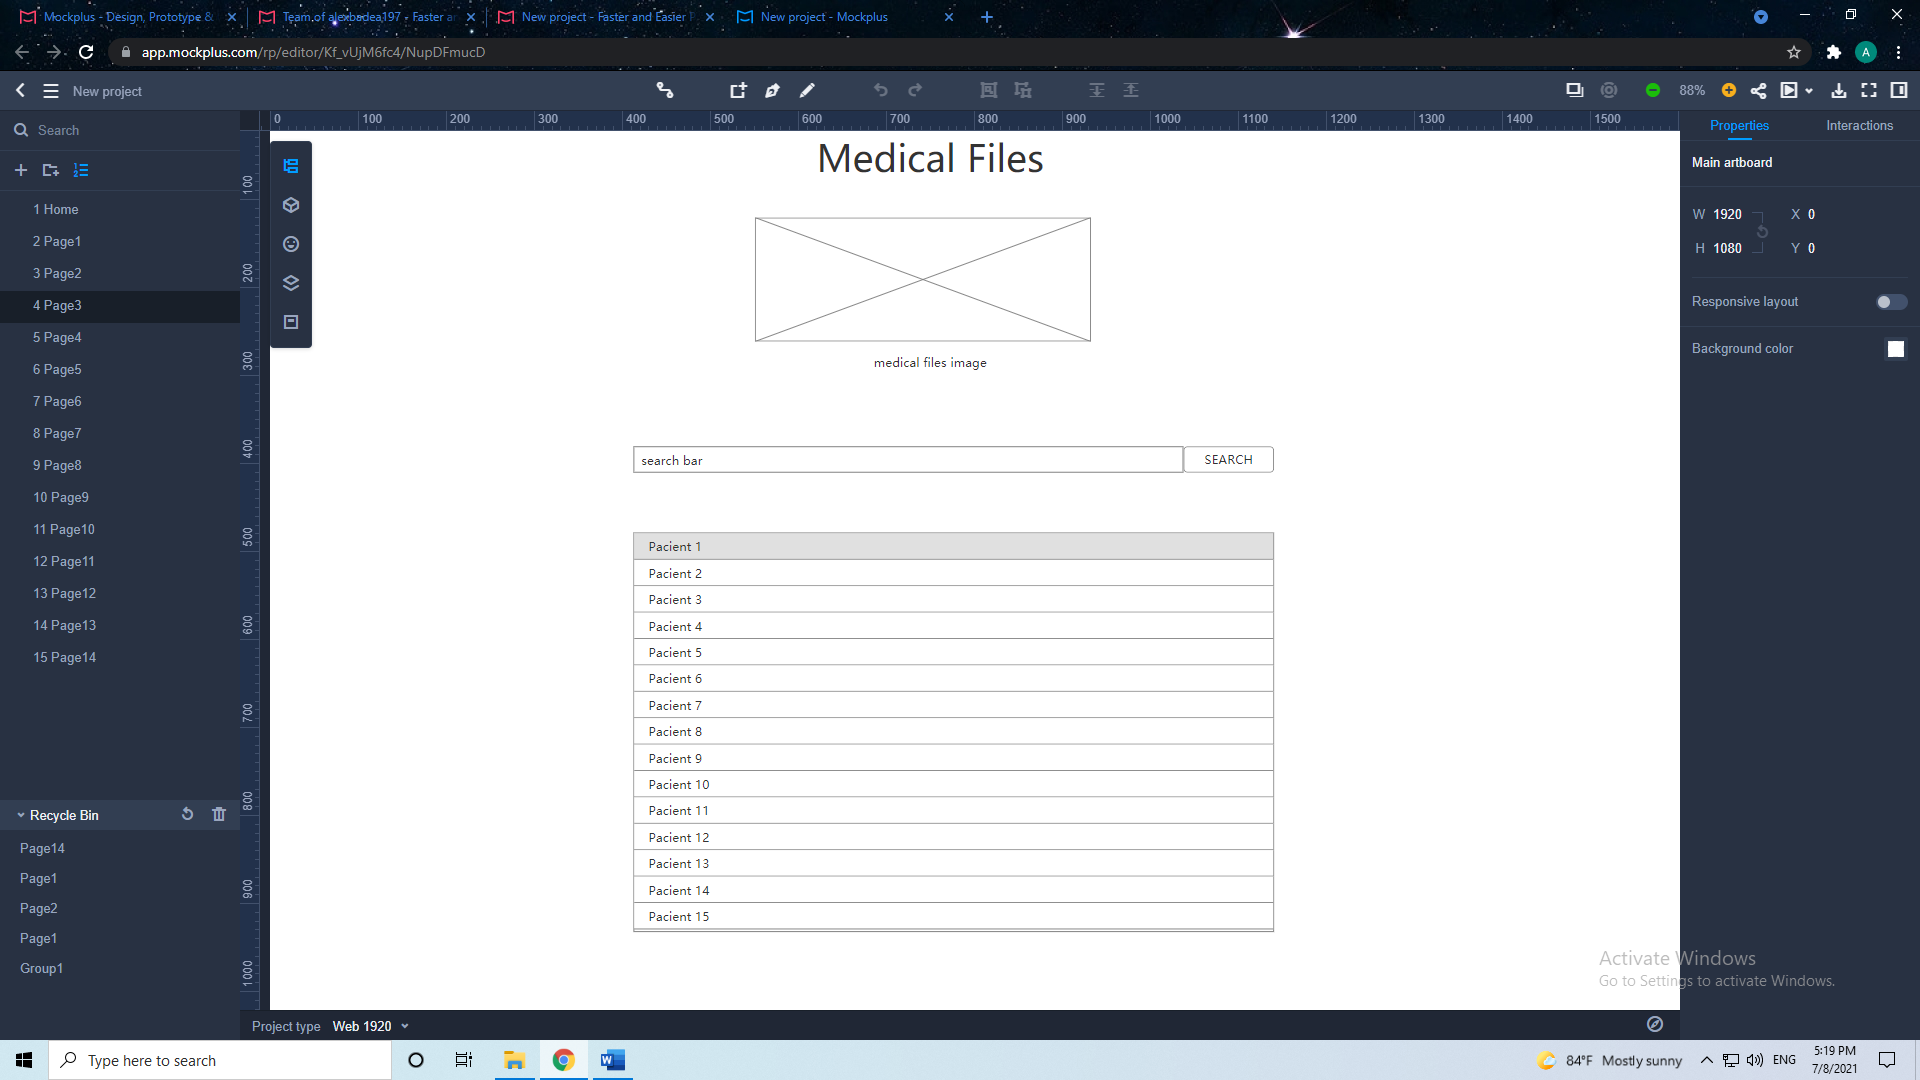 Mockplus - Design, Prototype &
Team of alexbadea197 - Faster an
New project - Faster and Easier
New project - Mockplus
app.mockplus.com/rp/editor/Kf_vUjM6fc4/NupDFmucD
A
New project
88%
Search
0 100 200 300 400 500 600 700 800 900 1000 1100 1200 1300 1400 1500
Properties
Interactions
1 Home
2 Page1
3 Page2
4 Page3
5 Page4
6 Page5
7 Page6
8 Page7
9 Page8
10 Page9
11 Page10
12 Page11
13 Page12
14 Page13
15 Page14
Recycle Bin
Page14
Page1
Page2
Page1
Group1
100
200
300
400
500
600
700
800
900
1000
Medical Files
medical files image
search bar
SEARCH
Pacient 1
Pacient 2
Pacient 3
Pacient 4
Pacient 5
Pacient 6
Pacient 7
Pacient 8
Pacient 9
Pacient 10
Pacient 11
Pacient 12
Pacient 13
Pacient 14
Pacient 15
Main artboard
W 1920 X 0
H 1080 Y 0
Responsive layout
Background color
Activate Windows
Go to Settings to activate Windows.
Project type Web 1920
Type here to search
84°F Mostly sunny
ENG
5:19 PM
7/8/2021